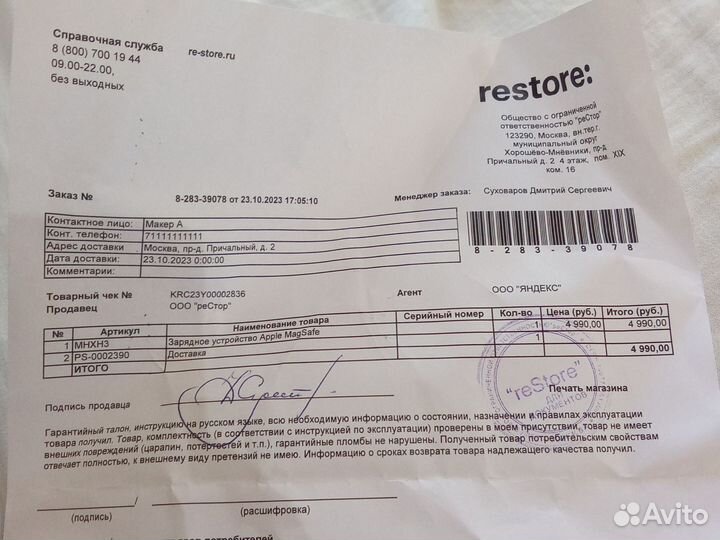 Справочная служба re-store.ru
8 (800) 700 19 44
09.00-22.00,
без выходных
restore:
Общество с ограниченной
ответственностью "реСтор"
123290, Москва, вн.тер.г.
муниципальный округ
Хорошёво-Мнёвники, пр-д
Причальный д. 2 4 этаж, пом. XIX
ком. 16
Заказ № 8-283-39078 от 23.10.2023 17:05:10 Менеджер заказа: Суховаров Дмитрий Сергеевич
Контактное лицо: Макер А
Конт. телефон: 71111111111
Адрес доставки Москва, пр-д. Причальный, д. 2
Дата доставки: 23.10.2023 0:00:00
Комментарии:
8-283-39078
Товарный чек № KRC23Y00002836 Агент ООО "ЯНДЕКС"
Продавец ООО "реСтор"
№ Артикул Наименование товара Серийный номер Кол-во Цена (руб.) Итого (руб.)
1 MHXH3 Зарядное устройство Apple MagSafe 1 4 990,00 4 990,00
2 PS-0002390 Доставка 1
ИТОГО 4 990,00
"reStore"
ДЛЯ
ДОКУМЕНТОВ
Подпись продавца Печать магазина
Гарантийный талон, инструкцию на русском языке, всю необходимую информацию о состоянии, назначении и правилах эксплуатации
товара получил. Товар, комплектность (в соответствии с инструкцией по эксплуатации) проверены в моем присутствии, товар не имеет
внешних повреждений (царапин, потертостей и т.п.), гарантийные пломбы не нарушены. Полученный товар потребительским свойствам
отвечает полностью, к внешнему виду претензий не имею. Информацию о сроках возврата товара надлежащего качества получил.
/
(подпись) (расшифровка)
потребителей
Avito